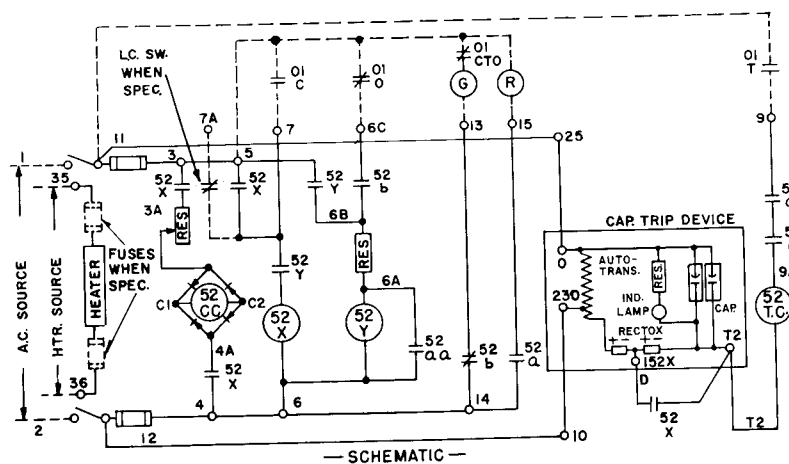 L.C. SW.
WHEN
SPEC.
01
C
01
O
01
CTO
G
R
01
T
7A
7
6C
13
15
9
11
3
5
25
1
35
52
X
52
X
52
Y
52
b
3A
RES.
6B
RES.
FUSES
WHEN
SPEC.
HEATER
A.C. SOURCE
HTR. SOURCE
C1
52
CC
C2
52
Y
52
X
6A
52
Y
52
aa
4A
52
X
52
b
52
a
36
4
6
14
2
12
10
CAP. TRIP DEVICE
0
AUTO-
TRANS.
RES.
230
IND.
LAMP
CAP.
RECTOX
+ -
+ -
T2
152X
D
52
X
52
T.C.
T2
— SCHEMATIC —